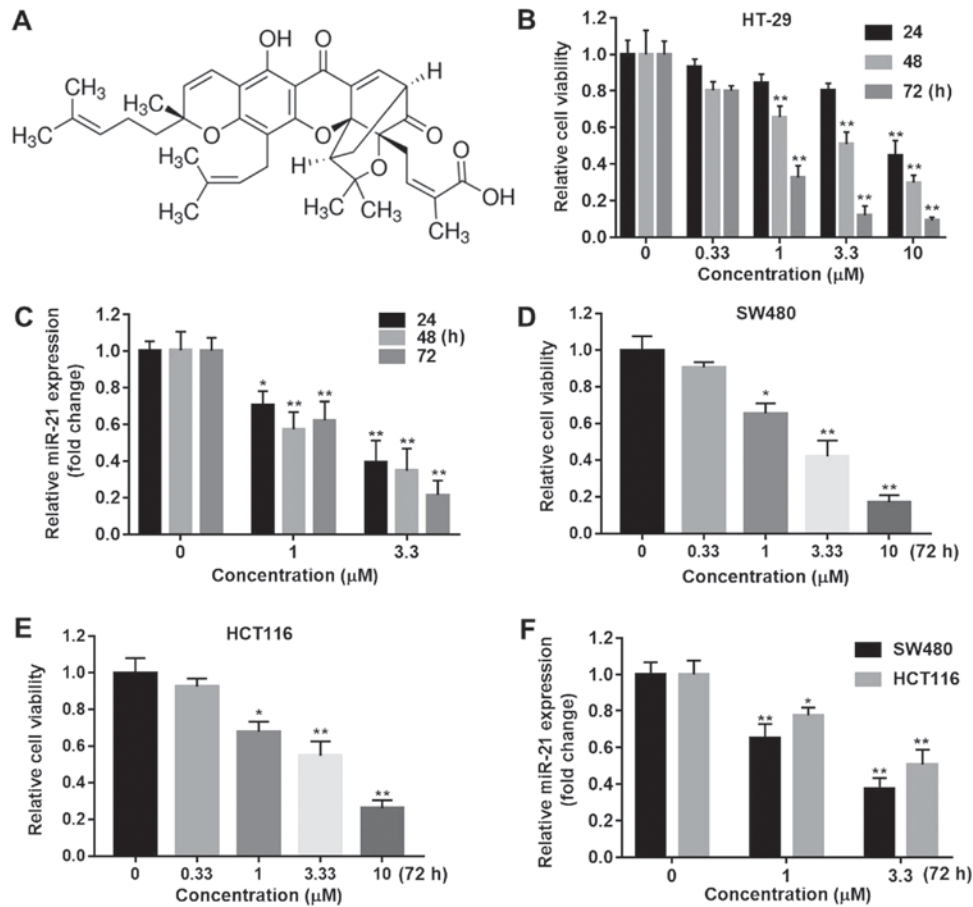 A
OH
O
H
H₃C
CH₃
H₃C
O
O
O
H
O
O
OH
H₃C
CH₃
H₃C
CH₃
H₃C
CH₃
B
HT-29
24
48
72 (h)
Relative cell viability
1.2
1.0
0.8
0.6
0.4
0.2
0.0
**
**
**
**
**
**
**
0
0.33
1
3.3
10
Concentration (μM)
C
24
48 (h)
72
Relative miR-21 expression
(fold change)
1.2
1.0
0.8
0.6
0.4
0.2
0.0
*
**
**
**
**
**
0
1
3.3
Concentration (μM)
D
SW480
Relative cell viability
1.2
1.0
0.8
0.6
0.4
0.2
0.0
*
**
**
0
0.33
1
3.33
10 (72 h)
Concentration (μM)
E
HCT116
Relative cell viability
1.2
1.0
0.8
0.6
0.4
0.2
0.0
*
**
**
0
0.33
1
3.33
10 (72 h)
Concentration (μM)
F
SW480
HCT116
Relative miR-21 expression
(fold change)
1.2
1.0
0.8
0.6
0.4
0.2
0.0
**
*
**
**
0
1
3.3 (72 h)
Concentration (μM)